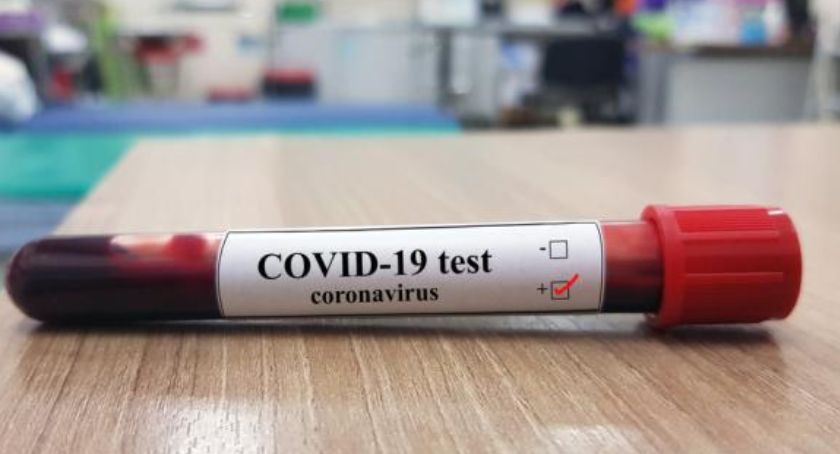 COVID-19 test
coronavirus
- ☐
+ ☑